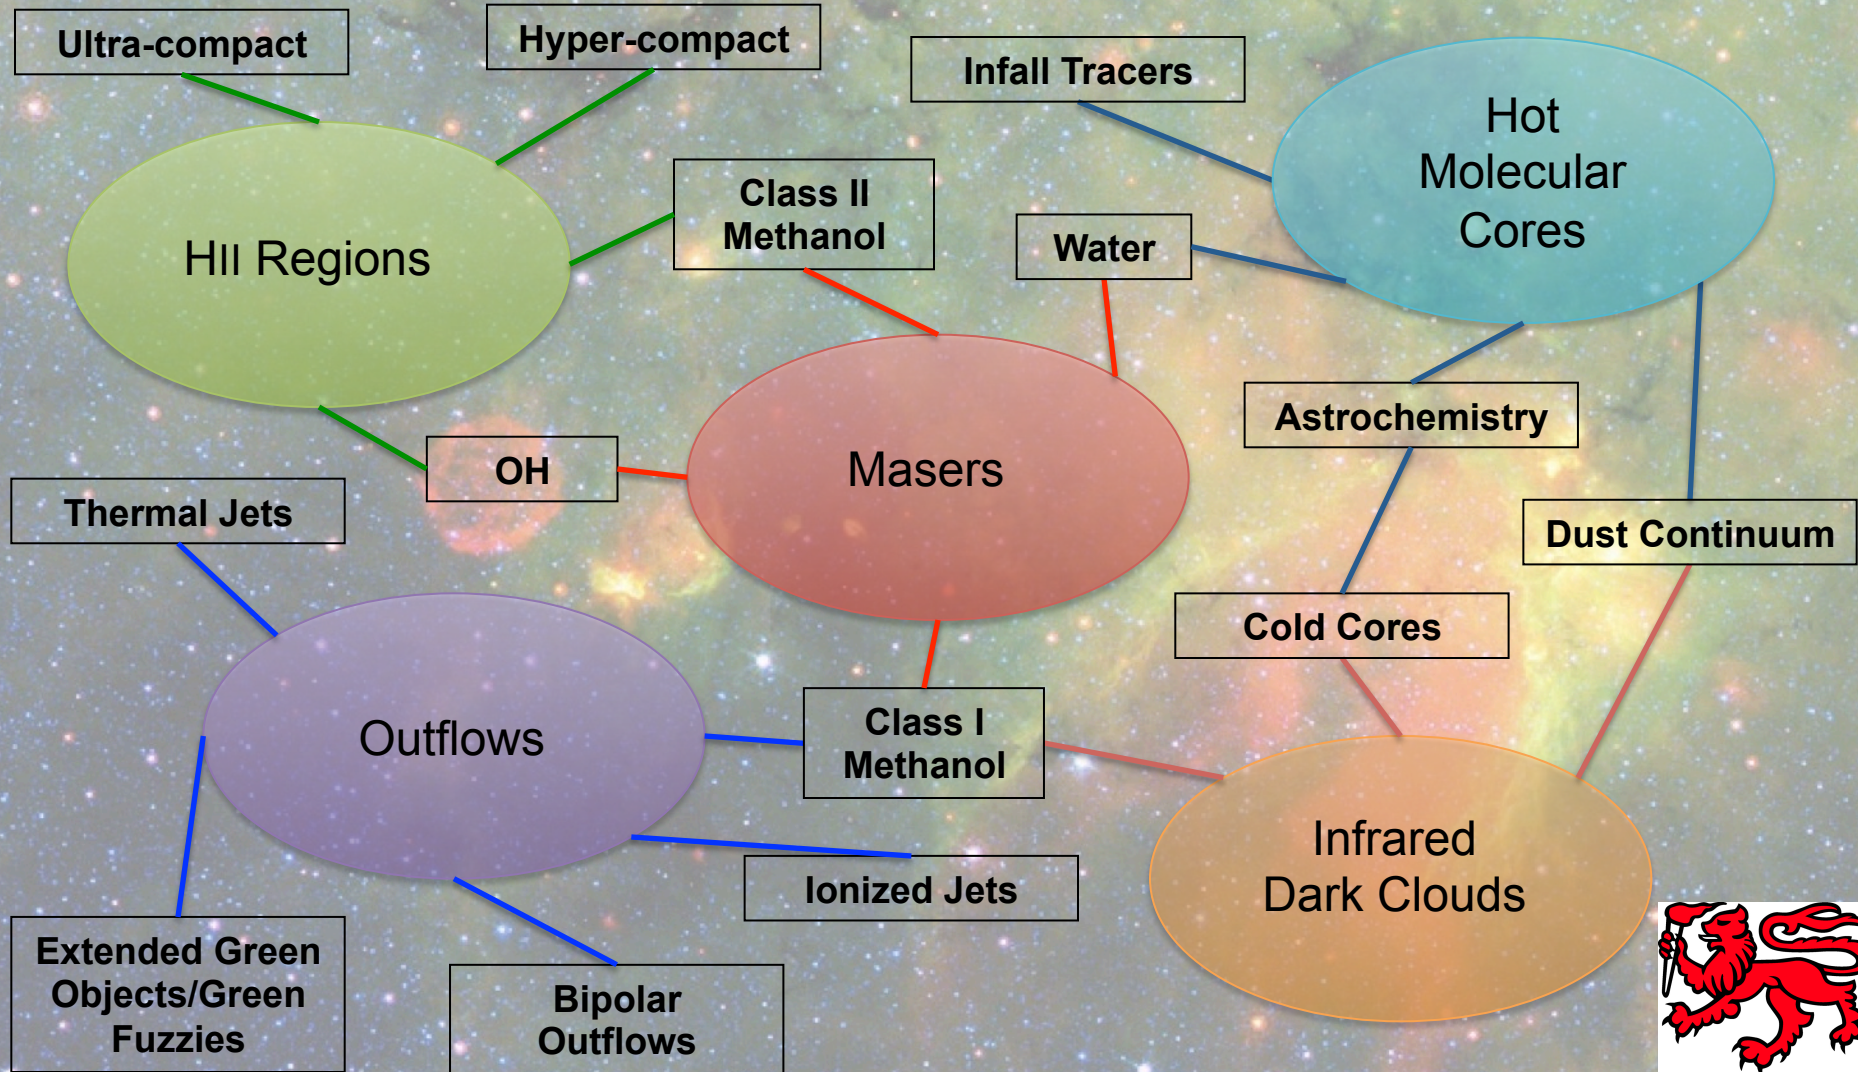 Ultra-compact
Hyper-compact
Infall Tracers
Hot
Molecular
Cores
Class II
Methanol
Water
HII Regions
Astrochemistry
OH
Masers
Thermal Jets
Dust Continuum
Cold Cores
Outflows
Class I
Methanol
Infrared
Dark Clouds
Ionized Jets
Extended Green
Objects/Green
Fuzzies
Bipolar
Outflows